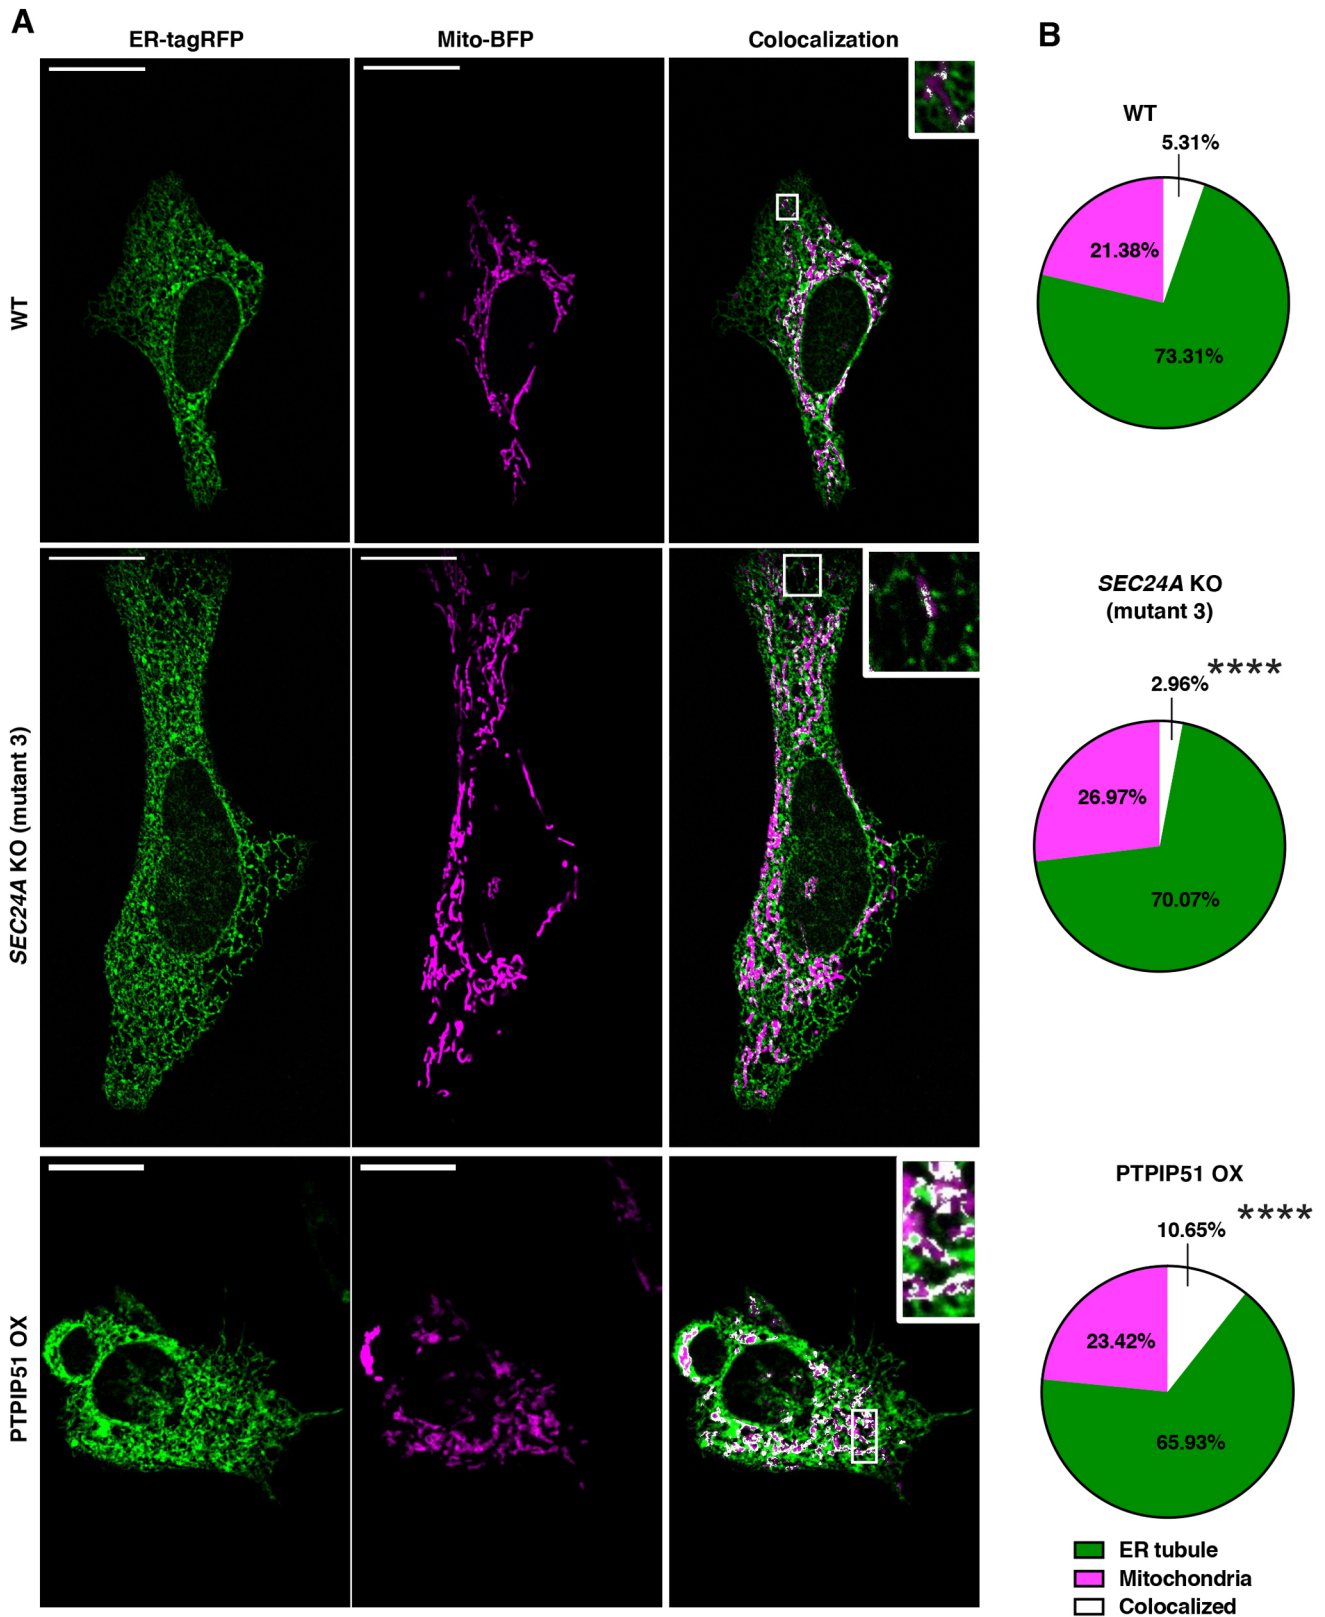 A
B
ER-tagRFP
Mito-BFP
Colocalization
WT
SEC24A KO (mutant 3)
PTPIP51 OX
WT
5.31%
21.38%
73.31%
SEC24A KO
(mutant 3)
****
2.96%
26.97%
70.07%
PTPIP51 OX
****
10.65%
23.42%
65.93%
ER tubule
Mitochondria
Colocalized